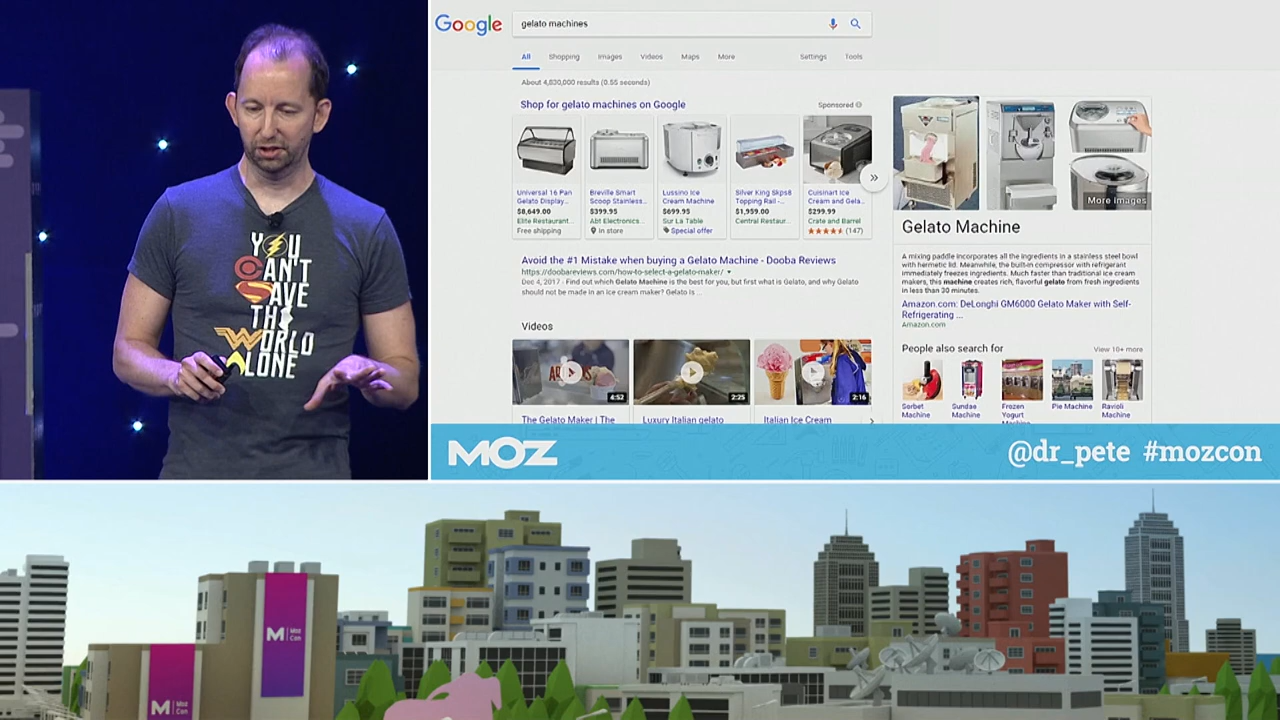 YOU
CAN'T
SAVE
THE
WORLD
ALONE
Google
gelato machines
All Shopping Images Videos Maps More Settings Tools
About 4,830,000 results (0.55 seconds)
Shop for gelato machines on Google
Sponsored
Universal 16 Pan
Gelato Display...
$8,649.00
Elite Restaurant...
Free shipping
Breville Smart
Scoop Stainless...
$399.95
Abt Electronics...
In store
Lussino Ice
Cream Machine
$699.95
Sur La Table
Special offer
Silver King Skps8
Topping Rail -...
$1,959.00
Central Restaur...
Cuisinart Ice
Cream and Gela...
$299.99
Crate and Barrel
(147)
Avoid the #1 Mistake when buying a Gelato Machine - Dooba Reviews
https://doobareviews.com/how-to-select-a-gelato-maker/
Dec 4, 2017 - Find out which Gelato Machine is the best for you, but first what is Gelato, and why Gelato
should not be made in an ice cream maker? Gelato is ...
Videos
4:52
2:25
2:16
The Gelato Maker | The
Luxury Italian gelato
Italian Ice Cream
More images
Gelato Machine
A mixing paddle incorporates all the ingredients in a stainless steel bowl
with hermetic lid. Meanwhile, the built-in compressor with refrigerant
immediately freezes ingredients. Much faster than traditional ice cream
makers, this machine creates rich, flavorful gelato from fresh ingredients
in less than 30 minutes.
Amazon.com: DeLonghi GM6000 Gelato Maker with Self-
Refrigerating ...
Amazon.com
People also search for
View 10+ more
Sorbet
Machine
Sundae
Machine
Frozen
Yogurt
Machine
Pie Machine
Ravioli
Machine
MOZ
@dr_pete #mozcon
M Moz
Con
M Moz
Con